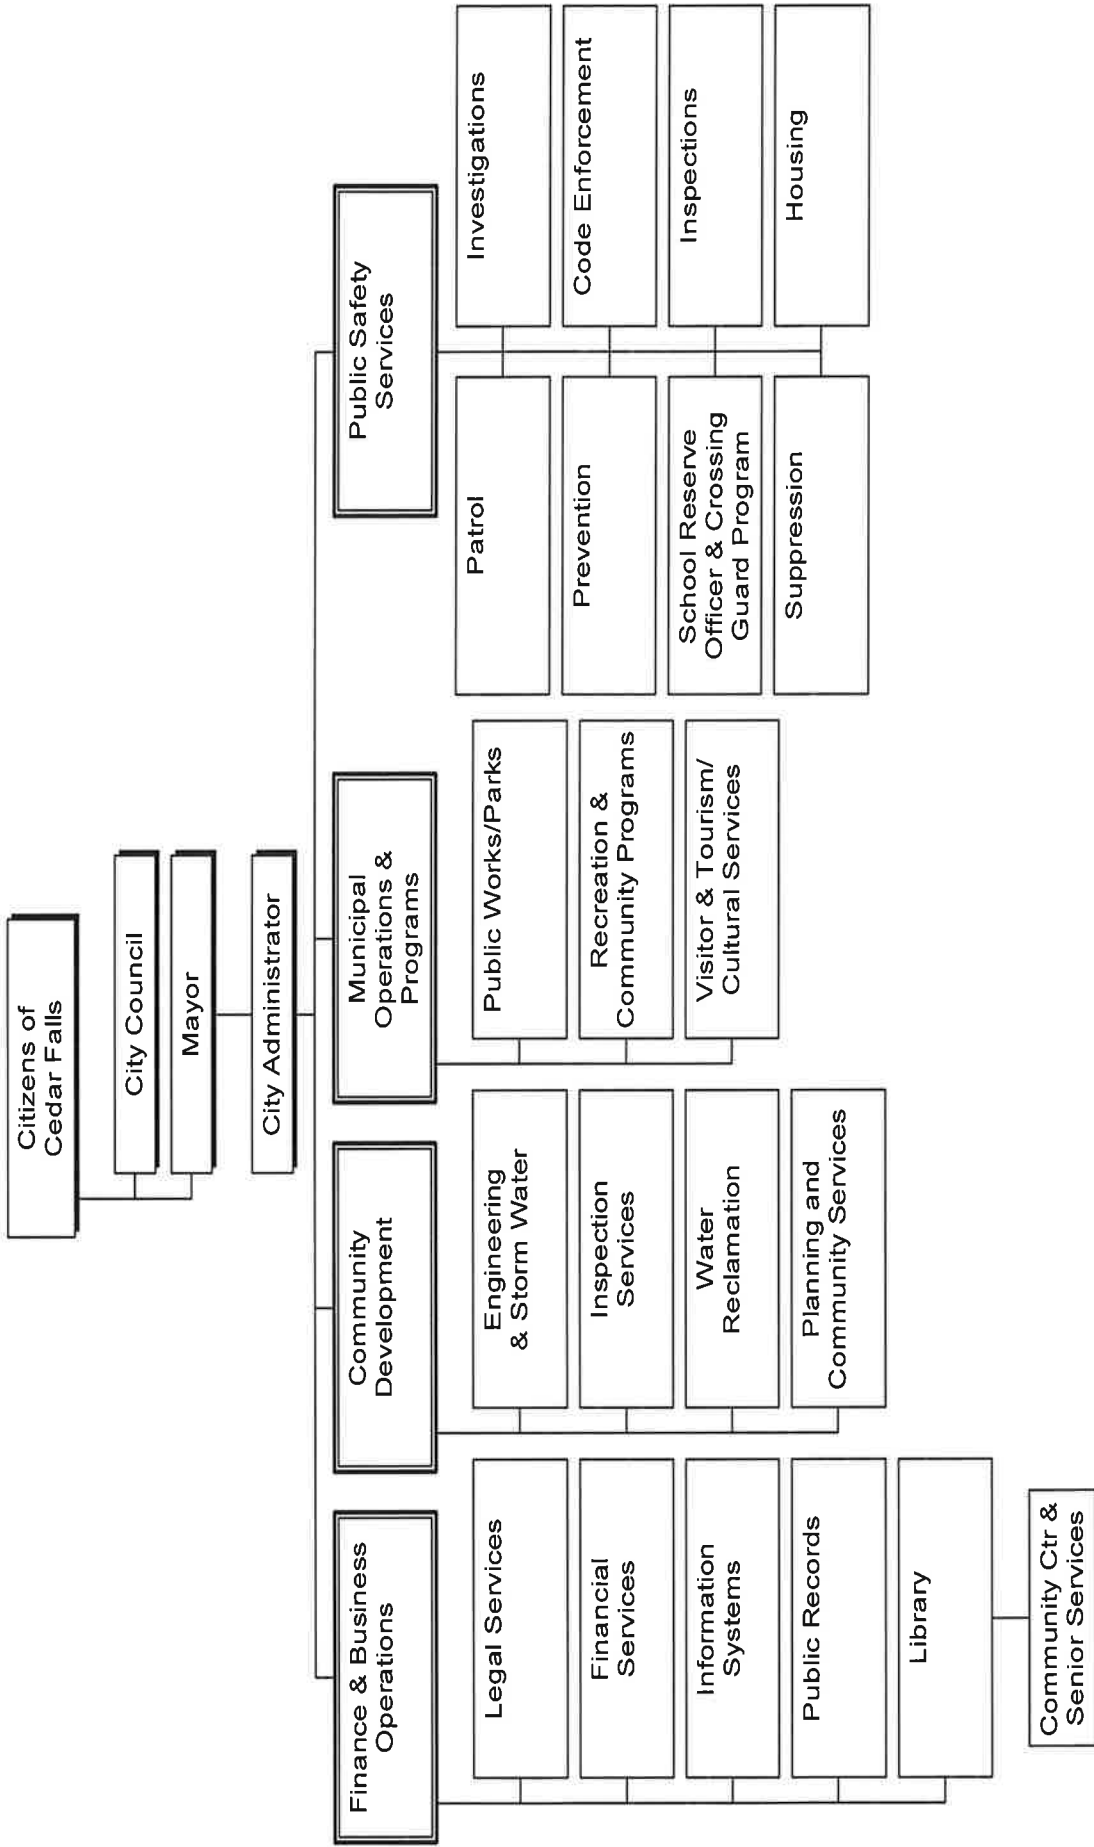 Citizens of
Cedar Falls
City Council
Mayor
City Administrator
Finance & Business
Operations
Legal Services
Financial
Services
Information
Systems
Public Records
Library
Community Ctr &
Senior Services
Community
Development
Engineering
& Storm Water
Inspection
Services
Water
Reclamation
Planning and
Community Services
Municipal
Operations &
Programs
Public Works/Parks
Recreation &
Community Programs
Visitor & Tourism/
Cultural Services
Public Safety
Services
Patrol
Investigations
Prevention
Code Enforcement
School Reserve
Officer & Crossing
Guard Program
Inspections
Suppression
Housing